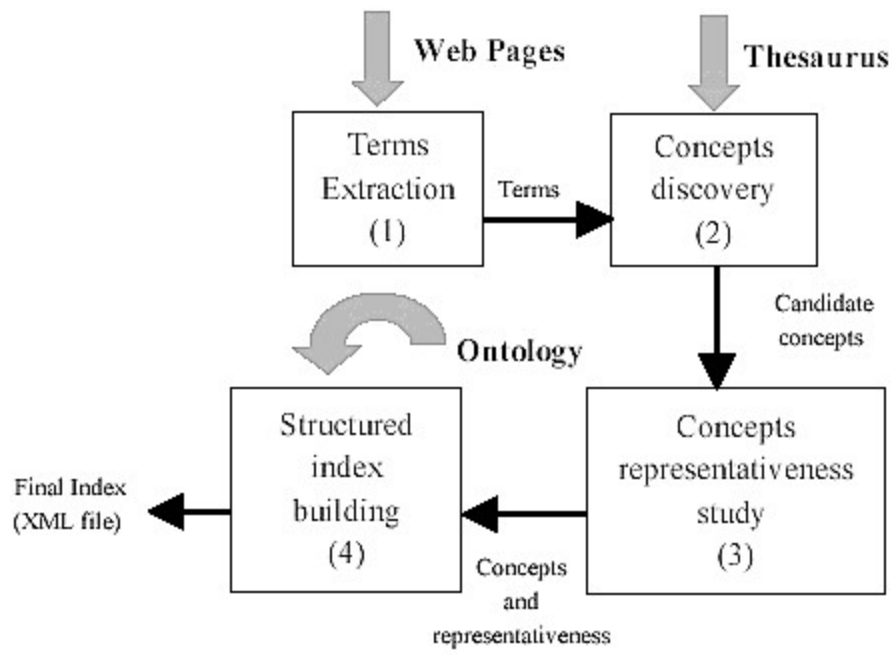 Web Pages
Thesaurus
Terms
Extraction
(1)
Terms
Concepts
discovery
(2)
Candidate
concepts
Ontology
Concepts
representativeness
study
(3)
Concepts
and
representativeness
Structured
index
building
(4)
Final Index
(XML file)